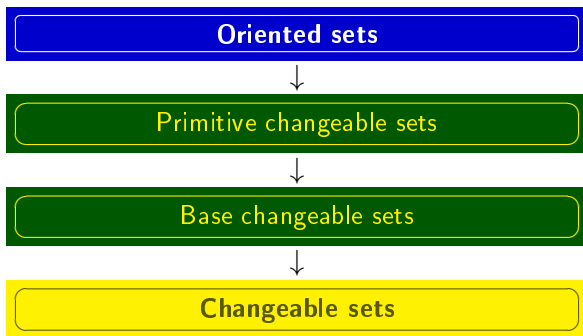 Oriented sets
↓
Primitive changeable sets
↓
Base changeable sets
↓
Changeable sets